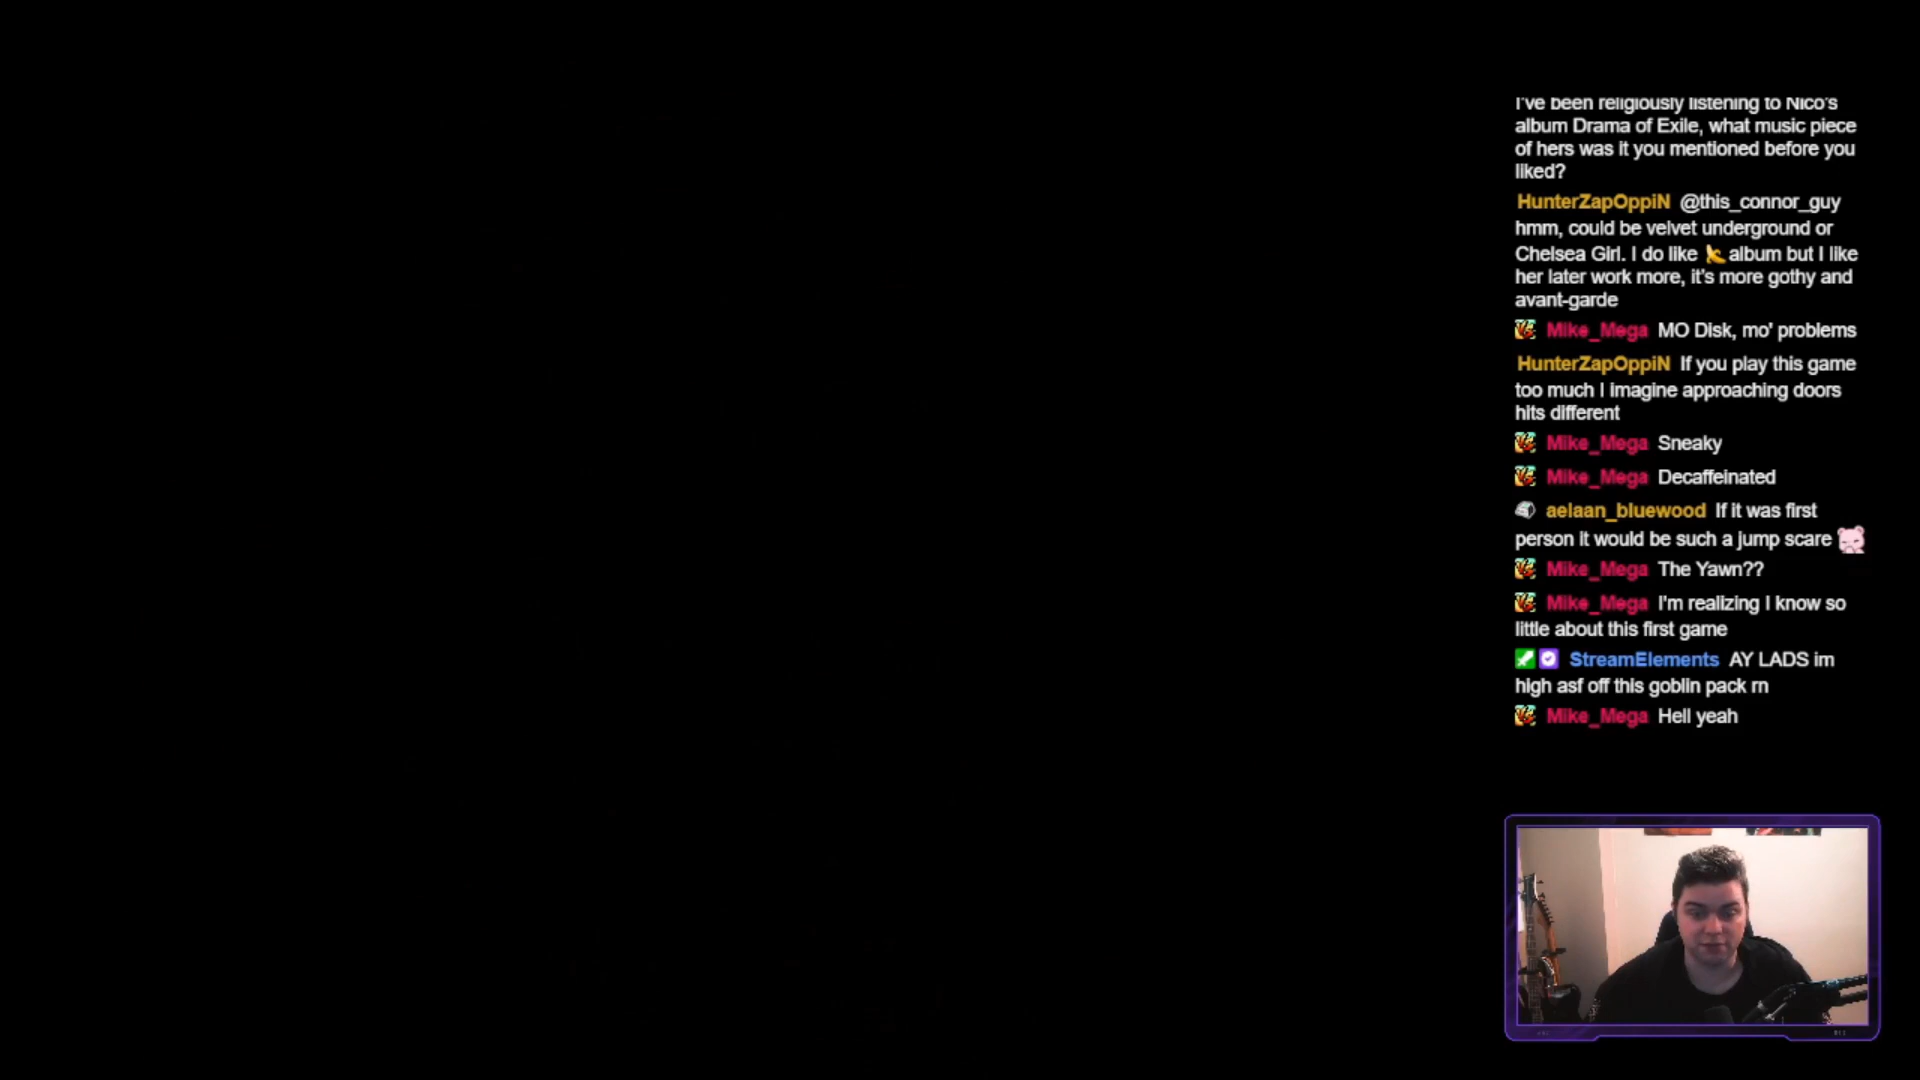 I've been religiously listening to Nico's
album Drama of Exile, what music piece
of hers was it you mentioned before you
liked?
HunterZapOppiN @this_connor_guy
hmm, could be velvet underground or
Chelsea Girl. I do like 🍌 album but I like
her later work more, it's more gothy and
avant-garde
Mike_Mega MO Disk, mo' problems
HunterZapOppiN If you play this game
too much I imagine approaching doors
hits different
Mike_Mega Sneaky
Mike_Mega Decaffeinated
aelaan_bluewood If it was first
person it would be such a jump scare
Mike_Mega The Yawn??
Mike_Mega I'm realizing I know so
little about this first game
StreamElements AY LADS im
high asf off this goblin pack rn
Mike_Mega Hell yeah